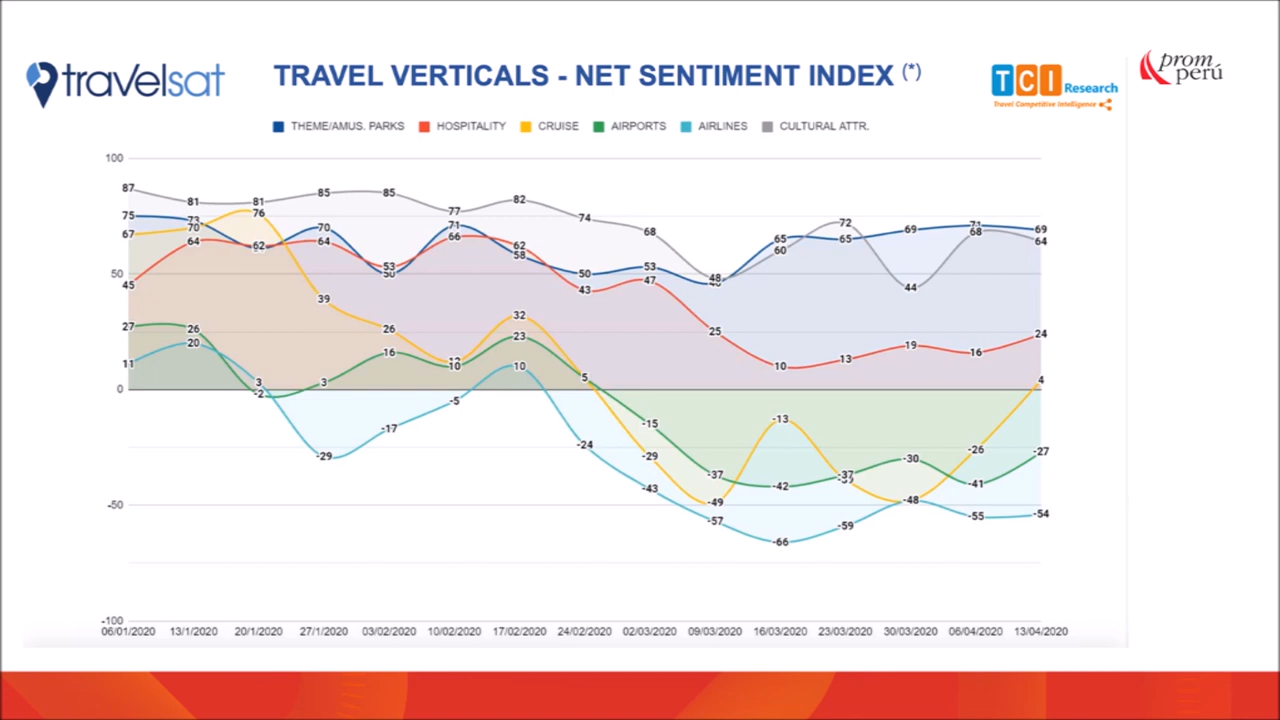 travelsat
TRAVEL VERTICALS - NET SENTIMENT INDEX (*)
TCI Research
Travel Competitive Intelligence
prom
perú
THEME/AMUS. PARKS HOSPITALITY CRUISE AIRPORTS AIRLINES CULTURAL ATTR.
100
87 81 81 85 85 77 82 74 68 48 60 72 44 68 64
75 73 70 71 58 50 53 65 65 69 71 69
67 70 76 39 26 32 5 -29 -49 -13 -48 -26 4
50
45 64 62 64 53 66 62 43 47 25 10 13 19 16 24
27 26 -2 3 16 10 23 -15 -37 -42 -37 -30 -41 -27
11 20 3 -29 -17 -5 10 -24 -43 -57 -66 -59 -55 -54
0
-50
-100
06/01/2020 13/1/2020 20/1/2020 27/1/2020 03/02/2020 10/02/2020 17/02/2020 24/02/2020 02/03/2020 09/03/2020 16/03/2020 23/03/2020 30/03/2020 06/04/2020 13/04/2020